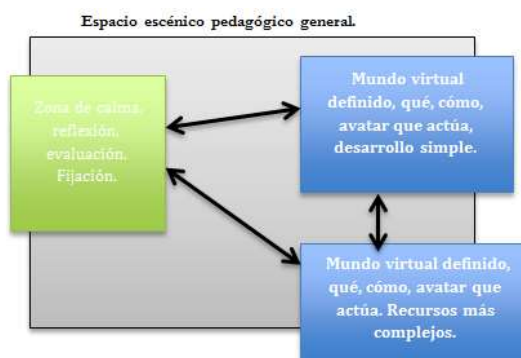 Espacio escénico pedagógico general.
Zona de calma,
reflexión,
evaluación.
Fijación.
Mundo virtual
definido, qué, cómo,
avatar que actúa,
desarrollo simple.
Mundo virtual definido,
qué, cómo, avatar que
actúa. Recursos más
complejos.